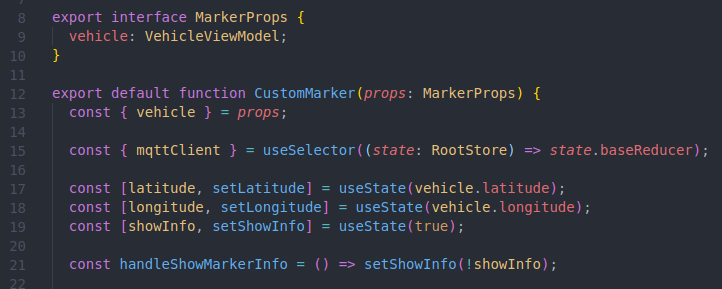 8 export interface MarkerProps {
9   vehicle: VehicleViewModel;
10 }
11
12 export default function CustomMarker(props: MarkerProps) {
13   const { vehicle } = props;
14
15   const { mqttClient } = useSelector((state: RootStore) => state.baseReducer);
16
17   const [latitude, setLatitude] = useState(vehicle.latitude);
18   const [longitude, setLongitude] = useState(vehicle.longitude);
19   const [showInfo, setShowInfo] = useState(true);
20
21   const handleShowMarkerInfo = () => setShowInfo(!showInfo);
22